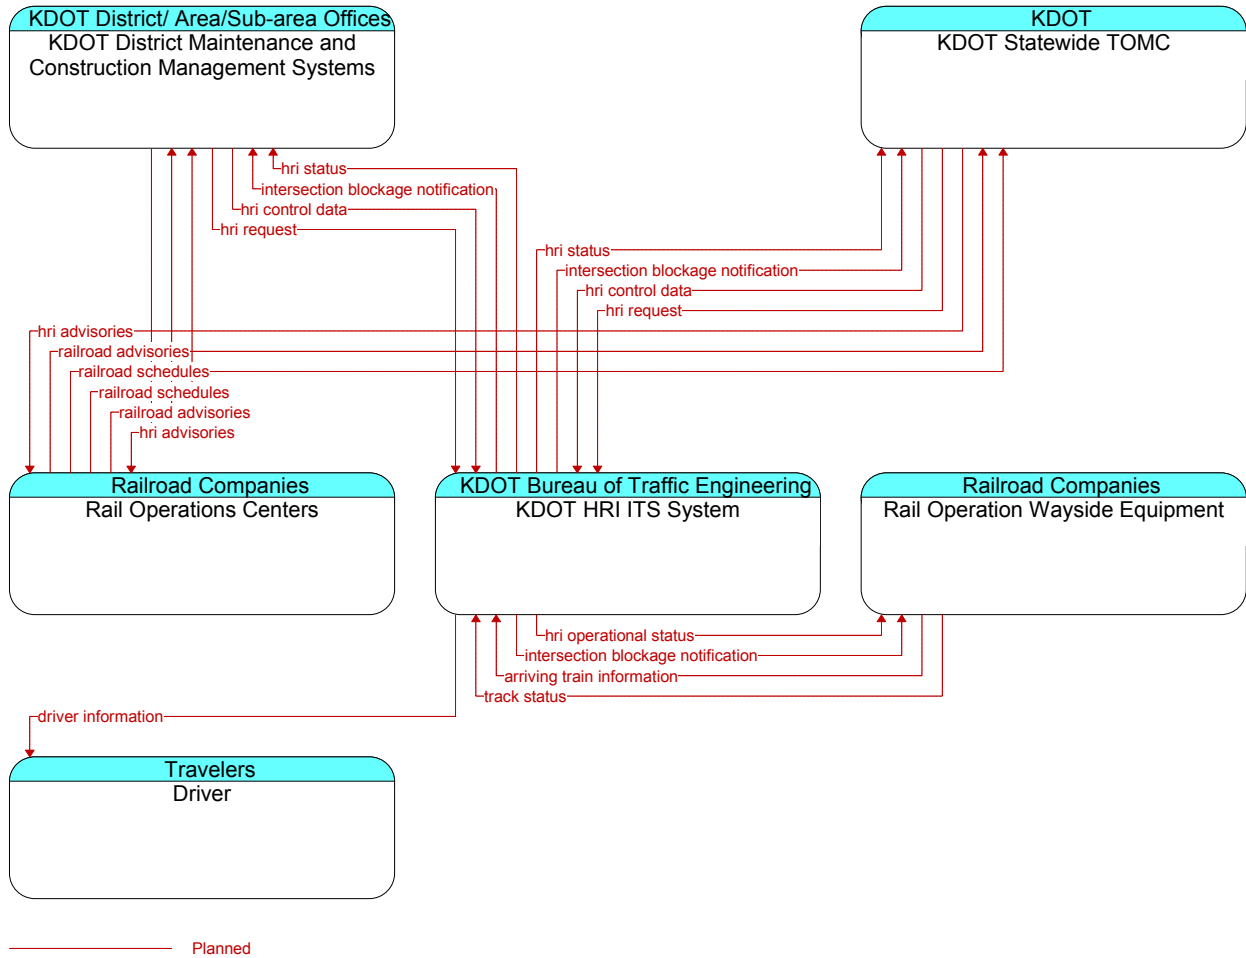 KDOT District/ Area/Sub-area Offices
KDOT District Maintenance and
Construction Management Systems
KDOT
KDOT Statewide TOMC
hri status
intersection blockage notification
hri control data
hri request
hri status
intersection blockage notification
hri control data
hri request
hri advisories
railroad advisories
railroad schedules
railroad schedules
railroad advisories
hri advisories
Railroad Companies
Rail Operations Centers
KDOT Bureau of Traffic Engineering
KDOT HRI ITS System
Railroad Companies
Rail Operation Wayside Equipment
hri operational status
intersection blockage notification
arriving train information
track status
driver information
Travelers
Driver
Planned